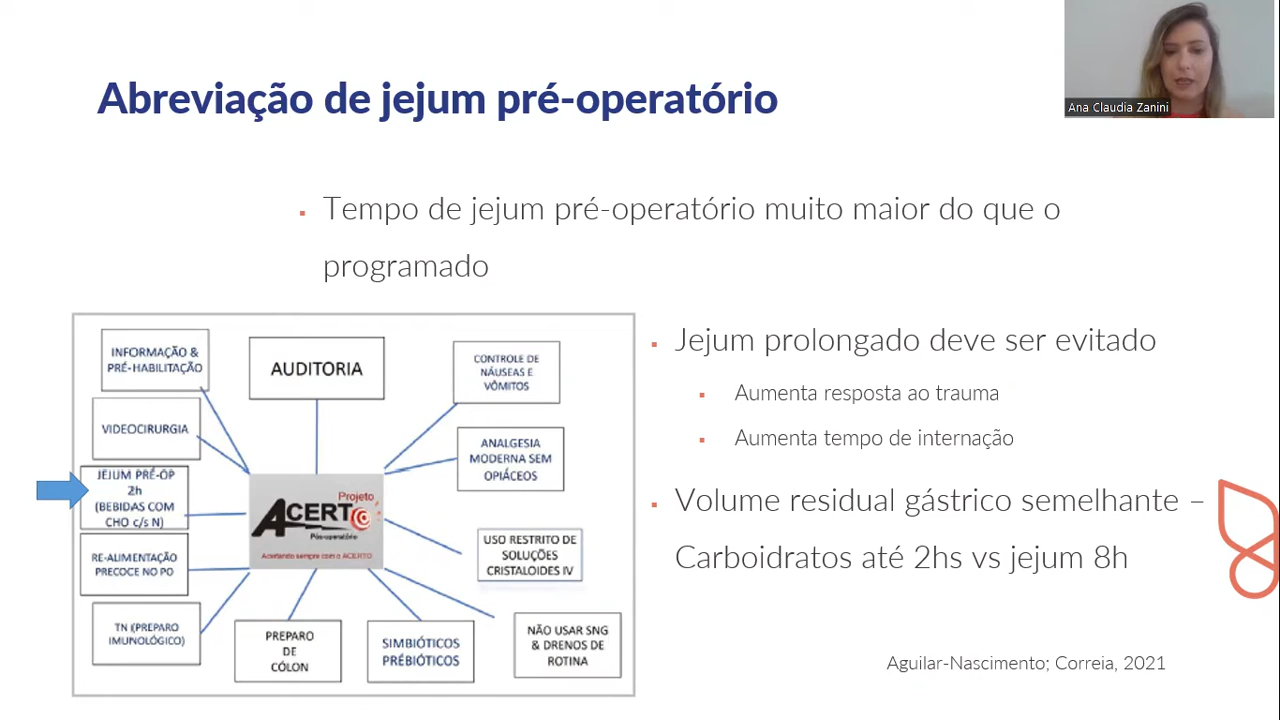 Ana Claudía Zanini
Abreviação de jejum pré-operatório
Tempo de jejum pré-operatório muito maior do que o
programado
INFORMAÇÃO &
PRÉ-HABILITAÇÃO
AUDITORIA
CONTROLE DE
NÁUSEAS E
VÔMITOS
VIDEOCIRURGIA
ANALGESIA
MODERNA SEM
OPIÁCEOS
JEJUM PRÉ-OP
2h
(BEBIDAS COM
CHO c/s N)
Projeto
ACERTO
Pós-operatório
Acertando sempre com o ACERTO
USO RESTRITO DE
SOLUÇÕES
CRISTALOIDES IV
RE-ALIMENTAÇÃO
PRECOCE NO PO
TN (PREPARO
IMUNOLÓGICO)
PREPARO
DE
CÓLON
SIMBIÓTICOS
PRÉBIÓTICOS
NÃO USAR SNG
& DRENOS DE
ROTINA
Jejum prolongado deve ser evitado
Aumenta resposta ao trauma
Aumenta tempo de internação
Volume residual gástrico semelhante –
Carboidratos até 2hs vs jejum 8h
Aguilar-Nascimento; Correia, 2021